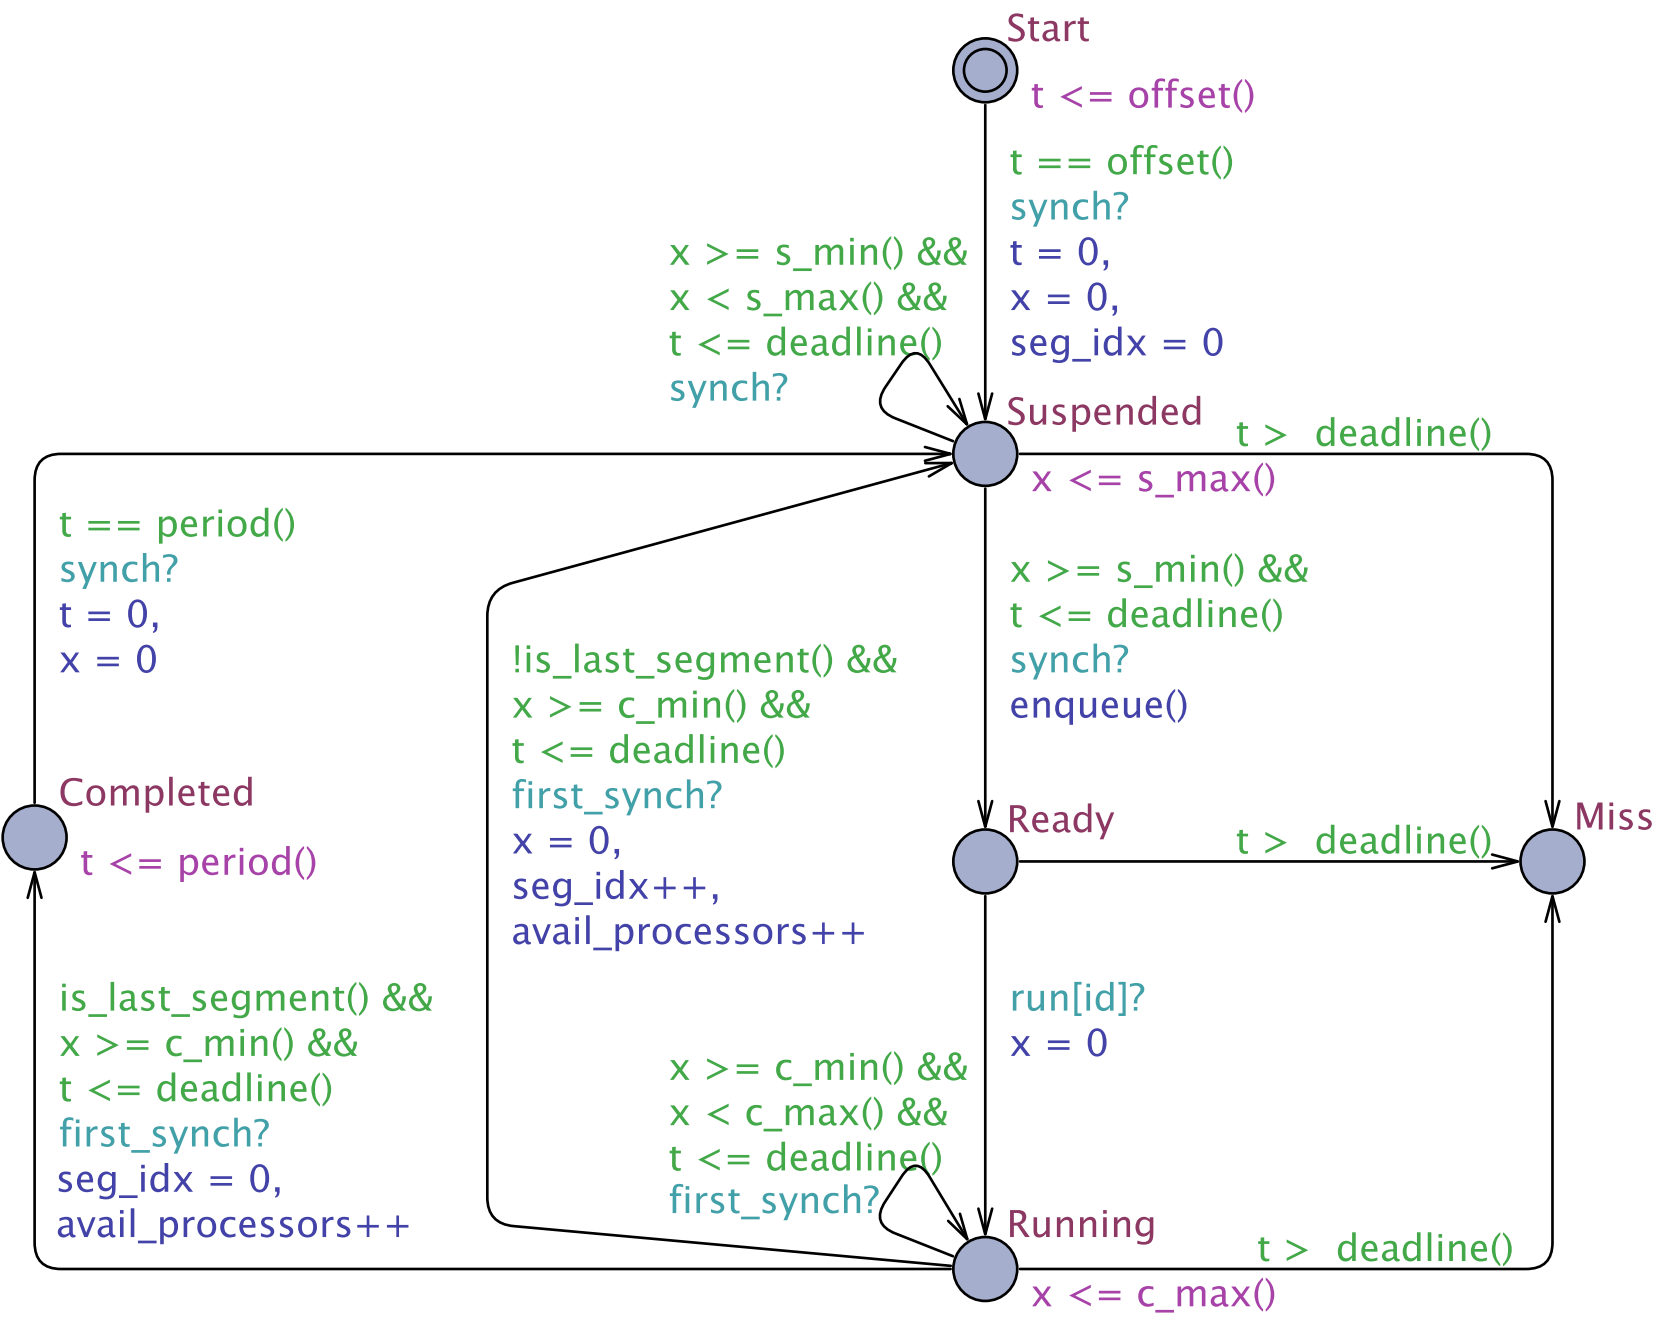 Start
t <= offset()
t == offset()
synch?
t = 0,
x = 0,
seg_idx = 0
x >= s_min() &&
x < s_max() &&
t <= deadline()
synch?
Suspended
x <= s_max()
t >  deadline()
t == period()
synch?
t = 0,
x = 0
x >= s_min() &&
t <= deadline()
synch?
enqueue()
!is_last_segment() &&
x >= c_min() &&
t <= deadline()
first_synch?
x = 0,
seg_idx++,
avail_processors++
Completed
t <= period()
Ready
t >  deadline()
Miss
is_last_segment() &&
x >= c_min() &&
t <= deadline()
first_synch?
seg_idx = 0,
avail_processors++
run[id]?
x = 0
x >= c_min() &&
x < c_max() &&
t <= deadline()
first_synch?
Running
x <= c_max()
t >  deadline()